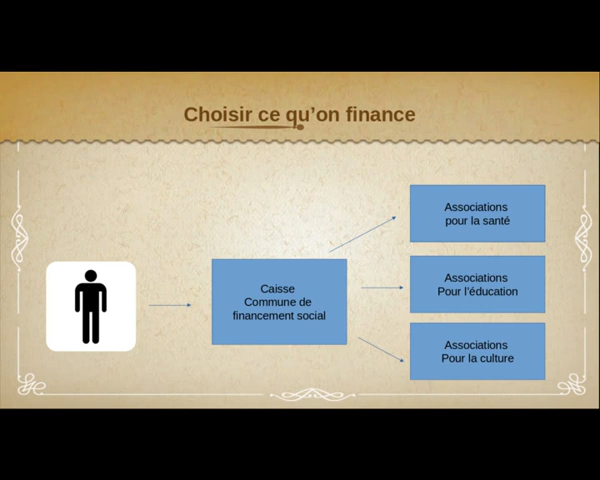 Choisir ce qu’on finance
Associations
pour la santé
Caisse
Commune de
financement social
Associations
Pour l’éducation
Associations
Pour la culture